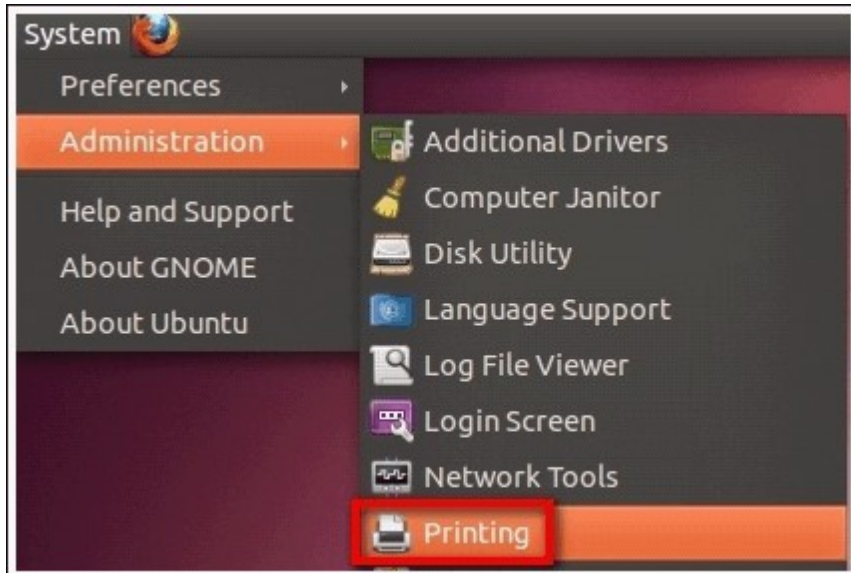 System
Preferences
Administration
Help and Support
About GNOME
About Ubuntu
Additional Drivers
Computer Janitor
Disk Utility
Language Support
Log File Viewer
Login Screen
Network Tools
Printing